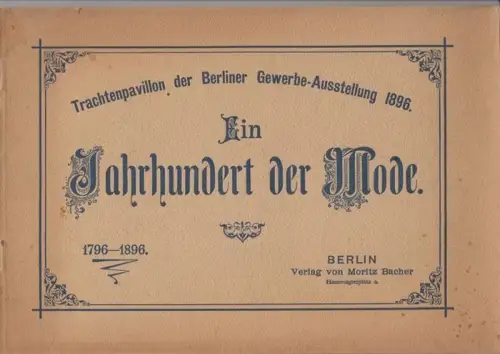 Trachtenpavillon der Berliner Gewerbe-Ausstellung 1896.
Ein
Jahrhundert der Mode.
1796—1896.
BERLIN
Verlag von Moritz Bacher